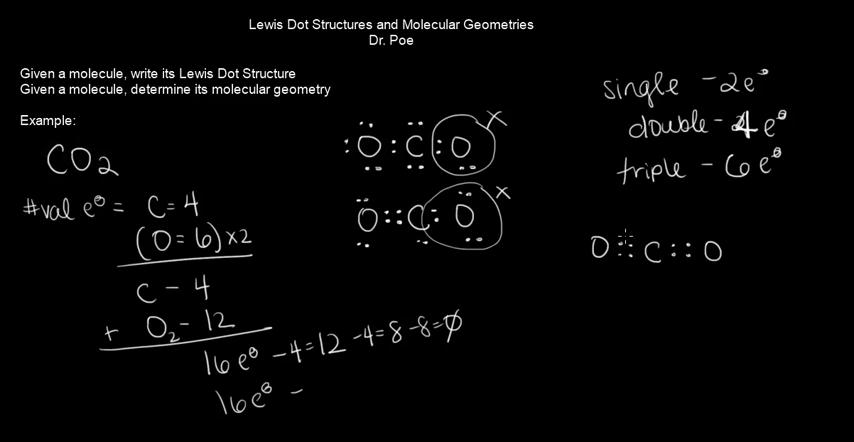 Lewis Dot Structures and Molecular Geometries
Dr. Poe
Given a molecule, write its Lewis Dot Structure
Given a molecule, determine its molecular geometry
Example:
CO2
#val e⊖ = C = 4
(O = 6) x2
C - 4
+ O2 - 12
16e⊖ - 4 = 12 - 4 = 8 - 8 = ∅
16e⊖ -
:O:C:O X
O::C:O X
single - 2e⊖
double - 4e⊖
triple - 6e⊖
O::C::O